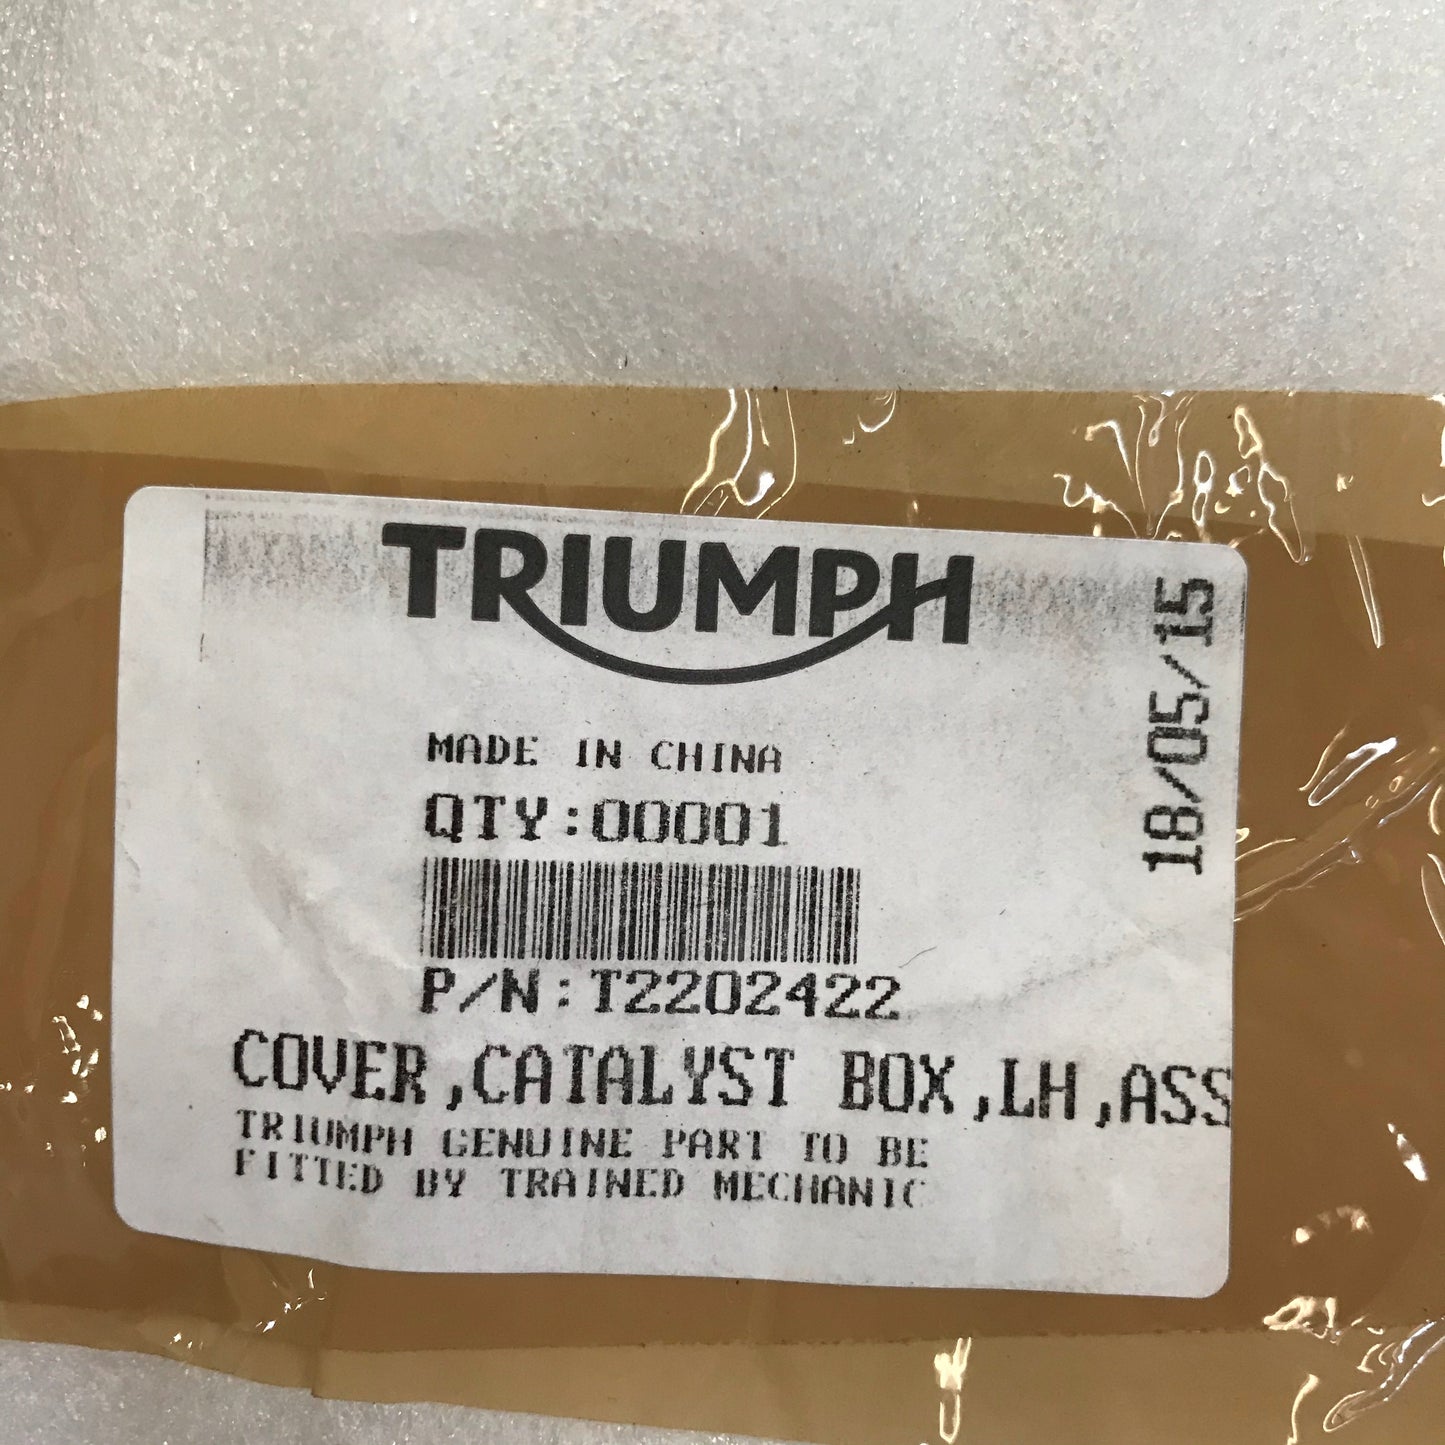 TRIUMPH
18/05/15
MADE IN CHINA
QTY:00001
P/N:T2202422
COVER,CATALYST BOX,LH,ASS
TRIUMPH GENUINE PART TO BE
FITTED BY TRAINED MECHANIC